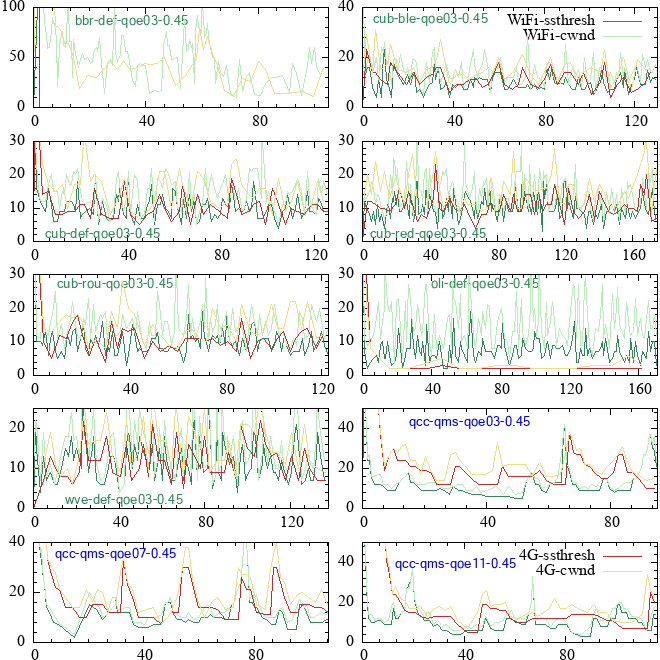 100 bbr-def-qoe03-0.45
50
0
0 40 80
40 cub-ble-qoe03-0.45 WiFi-ssthresh
WiFi-cwnd
20
0
0 40 80 120
30
20
10
0 cub-def-qoe03-0.45
0 40 80 120
30
20
10
0 cub-red-qoe03-0.45
0 40 80 120 160
30 cub-rou-qoe03-0.45
20
10
0
0 40 80 120
30 oli-def-qoe03-0.45
20
10
0
0 40 80 120 160
20
10
0 wve-def-qoe03-0.45
0 40 80 120
40 qcc-qms-qoe03-0.45
20
0
0 40 80
40 qcc-qms-qoe07-0.45
20
0
0 40 80
40 qcc-qms-qoe11-0.45 4G-ssthresh
4G-cwnd
20
0
0 40 80